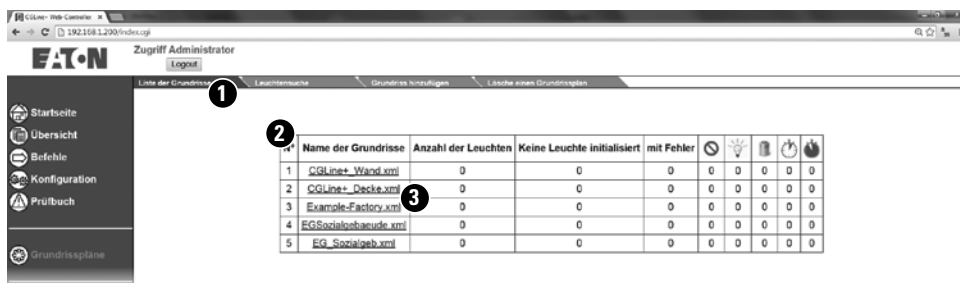 CGLine+ Web-Controller
192.168.1.200/index.cgi
EATON
Zugriff Administrator
Logout
Liste der Grundrisse
Leuchtensuche
Grundriss hinzufügen
Lösche einen Grundrissplan
1
Startseite
Übersicht
Befehle
Konfiguration
Prüfbuch
Grundrisspläne
2
N° Name der Grundrisse Anzahl der Leuchten Keine Leuchte initialisiert mit Fehler
1 CGLine+_Wand.xml 0 0 0 0 0 0 0 0
2 CGLine+_Decke.xml 0 0 0 0 0 0 0 0
3
3 Example-Factory.xml 0 0 0 0 0 0 0 0
4 EGSozialgebaeude.xml 0 0 0 0 0 0 0 0
5 EG_Sozialgeb.xml 0 0 0 0 0 0 0 0